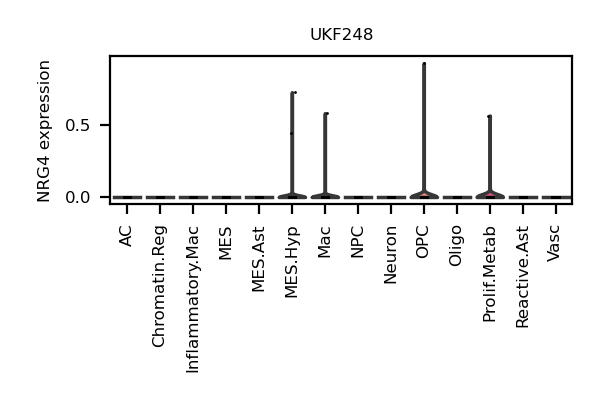 UKF248
NRG4 expression
0.5
0.0
AC
Chromatin.Reg
Inflammatory.Mac
MES
MES.Ast
MES.Hyp
Mac
NPC
Neuron
OPC
Oligo
Prolif.Metab
Reactive.Ast
Vasc